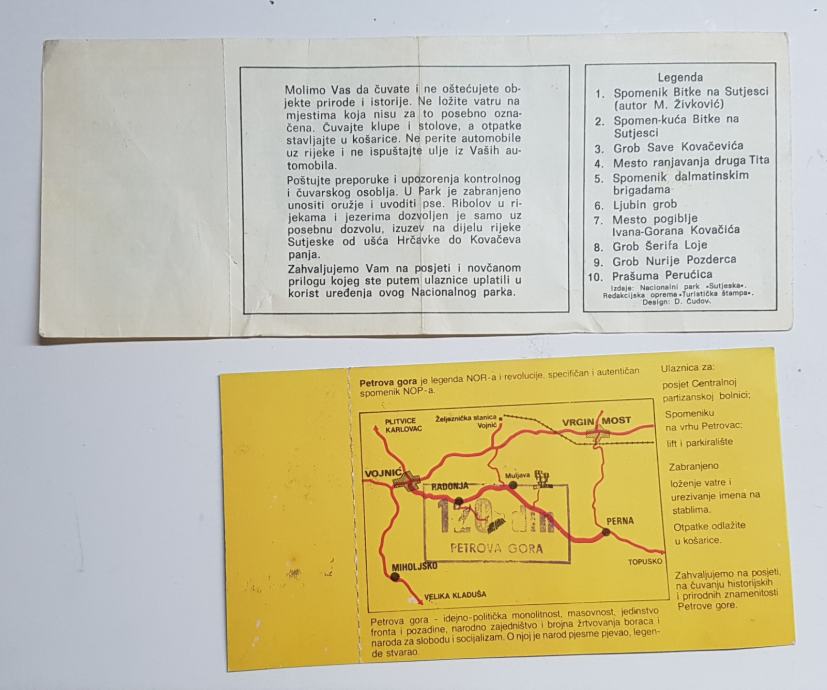 Molimo Vas da čuvate i ne oštećujete ob-
jekte prirode i istorije. Ne ložite vatru na
mjestima koja nisu za to posebno ozna-
čena. Čuvajte klupe i stolove, a otpatke
stavljajte u košarice. Ne perite automobile
uz rijeke i ne ispuštajte ulje iz Vaših au-
tomobila.
Poštujte preporuke i upozorenja kontrolnog
i čuvarskog osoblja. U Park je zabranjeno
unositi oružje i uvoditi pse. Ribolov u ri-
jekama i jezerima dozvoljen je samo uz
posebnu dozvolu, izuzev na dijelu rijeke
Sutjeske od ušća Hrčavke do Kovačeva
panja.
Zahvaljujemo Vam na posjeti i novčanom
prilogu kojeg ste putem ulaznice uplatili u
korist uređenja ovog Nacionalnog parka.
Legenda
1. Spomenik Bitke na Sutjesci
(autor M. Živković)
2. Spomen-kuća Bitke na
Sutjesci
3. Grob Save Kovačevića
4. Mesto ranjavanja druga Tita
5. Spomenik dalmatinskim
brigadama
6. Ljubin grob
7. Mesto pogiblje
Ivana-Gorana Kovačića
8. Grob Šerifa Loje
9. Grob Nurije Pozderca
10. Prašuma Perućica
Izdaje: Nacionalni park »Sutjeska«.
Redakcijska oprema »Turistička štampa«.
Design: D. Čudov.
Petrova gora je legenda NOR-a i revolucije, specifičan i autentičan
spomenik NOP-a.
PLITVICE
KARLOVAC
Željeznička stanica
Vojnić
VRGIN MOST
VOJNIĆ
RADONJA
Muljava
120 din
PETROVA GORA
PERNA
TOPUSKO
MIHOLJSKO
VELIKA KLADUŠA
Petrova gora - idejno-politička monolitnost, masovnost, jedinstvo
fronta i pozadine, narodno zajedništvo i brojna žrtvovanja boraca i
naroda za slobodu i socijalizam. O njoj je narod pjesme pjevao, legen-
de stvarao.
Ulaznica za:
posjet Centralnoj
partizanskoj bolnici;
Spomeniku
na vrhu Petrovac;
lift i parkiralište
Zabranjeno
loženje vatre i
urezivanje imena na
stablima.
Otpatke odlažite
u košarice.
Zahvaljujemo na posjeti,
na čuvanju historijskih
i prirodnih znamenitosti
Petrove gore.